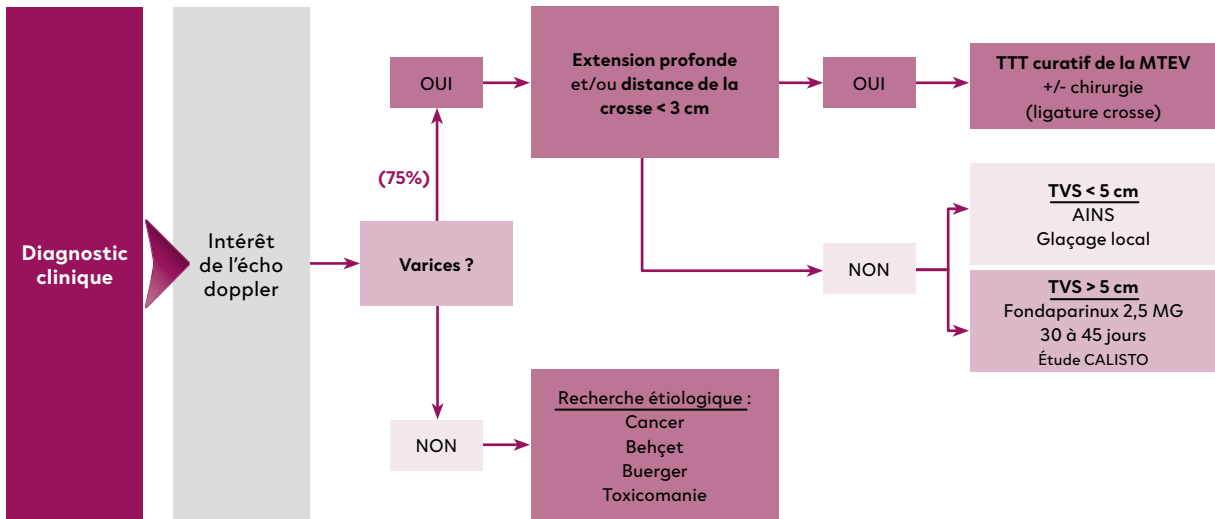 Diagnostic
clinique
Intérêt
de l'écho
doppler
Varices ?
(75%)
OUI
Extension profonde
et/ou distance de la
crosse < 3 cm
OUI
TTT curatif de la MTEV
+/- chirurgie
(ligature crosse)
NON
TVS < 5 cm
AINS
Glaçage local
TVS > 5 cm
Fondaparinux 2,5 MG
30 à 45 jours
Étude CALISTO
NON
Recherche étiologique :
Cancer
Behçet
Buerger
Toxicomanie